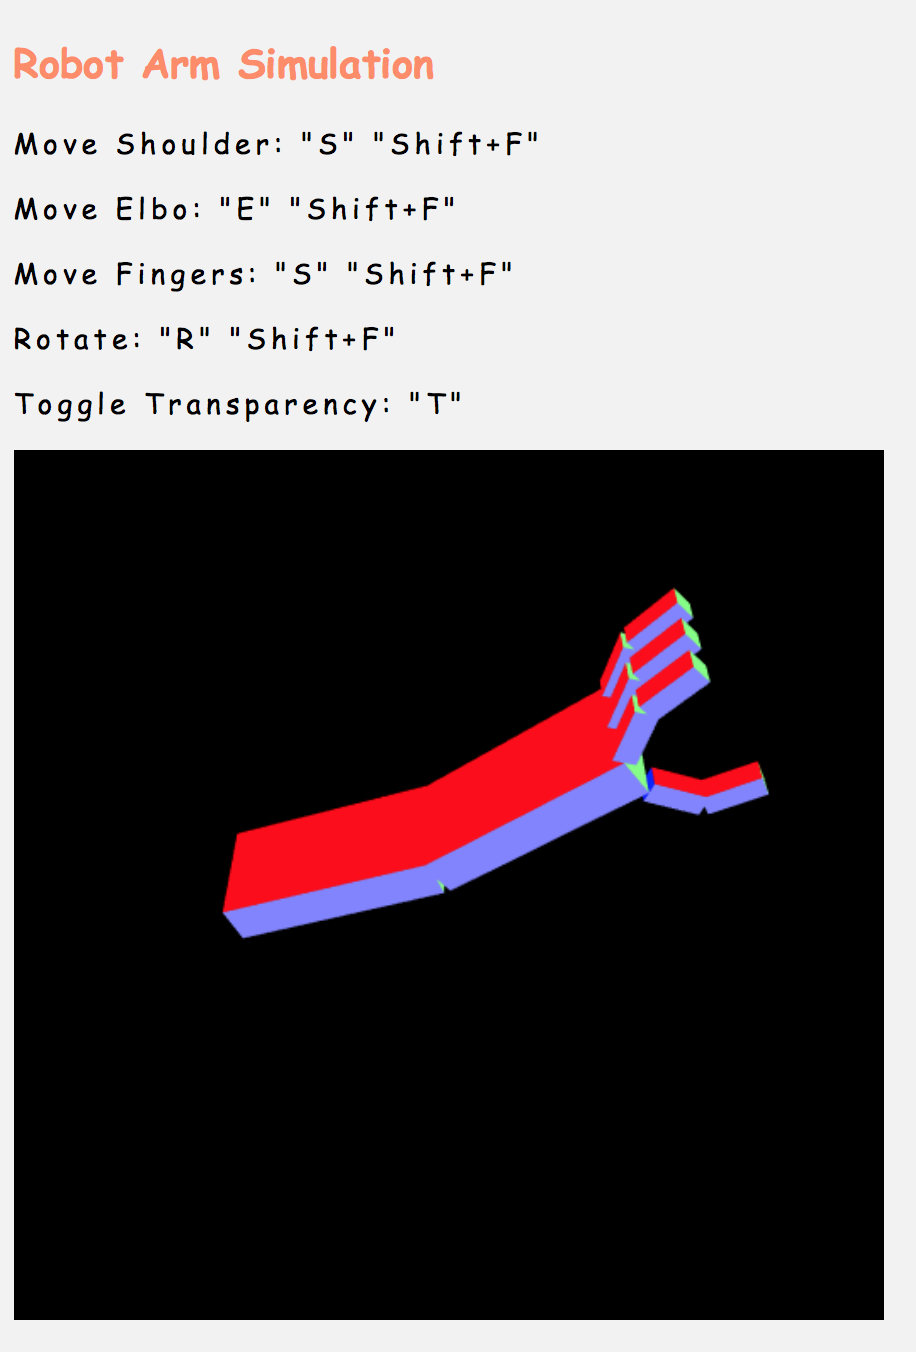 Robot Arm Simulation
Move Shoulder: "S" "Shift+F"
Move Elbo: "E" "Shift+F"
Move Fingers: "S" "Shift+F"
Rotate: "R" "Shift+F"
Toggle Transparency: "T"